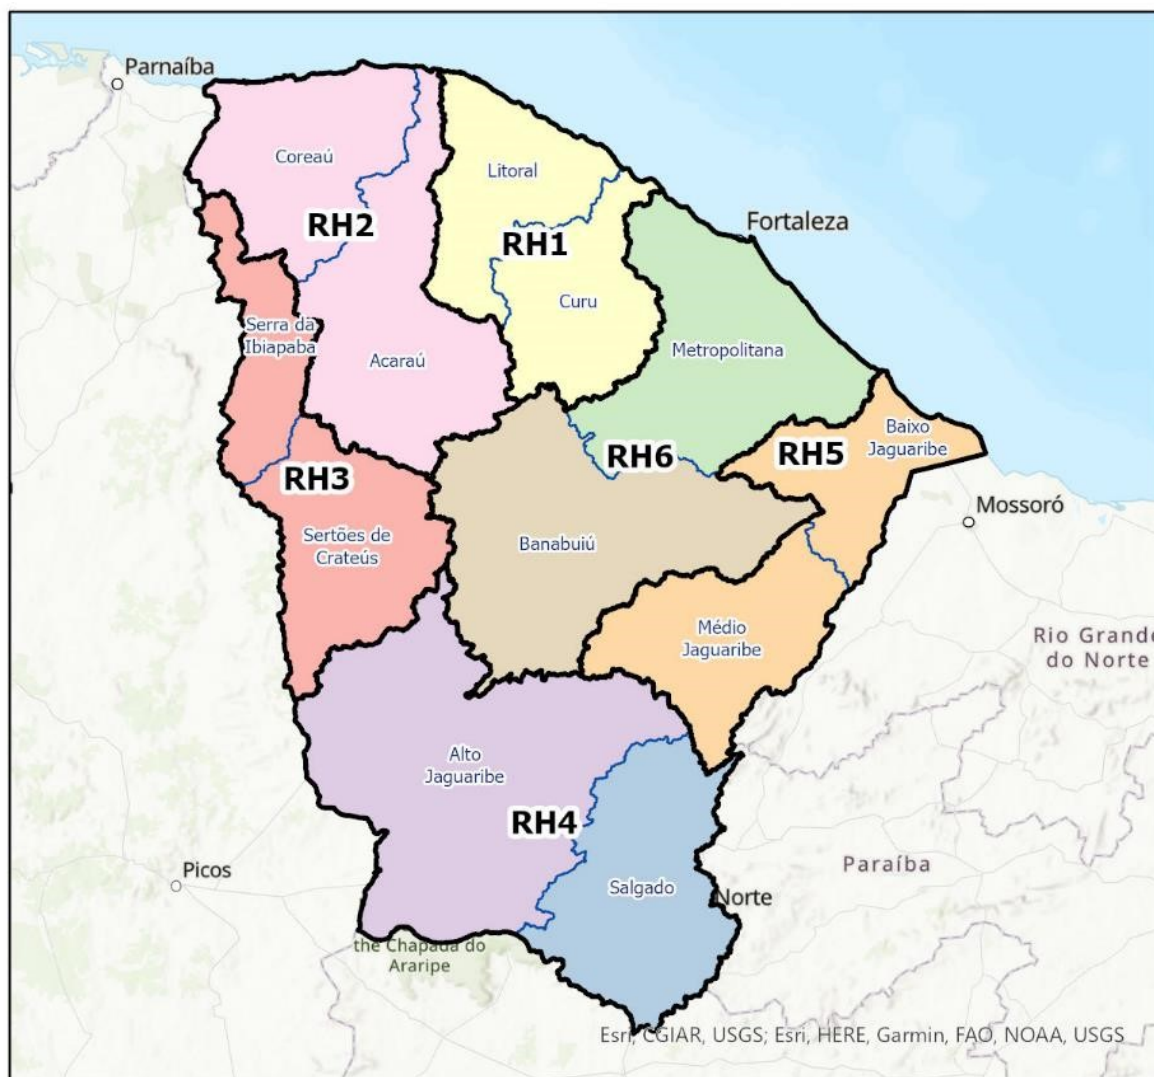 Parnaíba
Coreaú
Litoral
RH2
Fortaleza
RH1
Curu
Serra da
Ibiapaba
Acaraú
Metropolitana
Baixo
Jaguaribe
RH6
RH5
RH3
Mossoró
Sertões de
Crateús
Banabuiú
Médio
Jaguaribe
Rio Grande
do Norte
Alto
Jaguaribe
RH4
Picos
Salgado
Paraíba
Norte
the Chapada do
Araripe
Esri, CGIAR, USGS; Esri, HERE, Garmin, FAO, NOAA, USGS